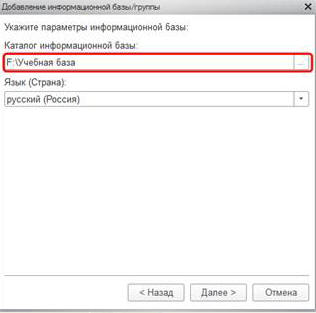 Добавление информационной базы/группы
Укажите параметры информационной базы:
Каталог информационной базы:
F:\Учебная база
...
Язык (Страна):
русский (Россия)
< Назад
Далее >
Отмена